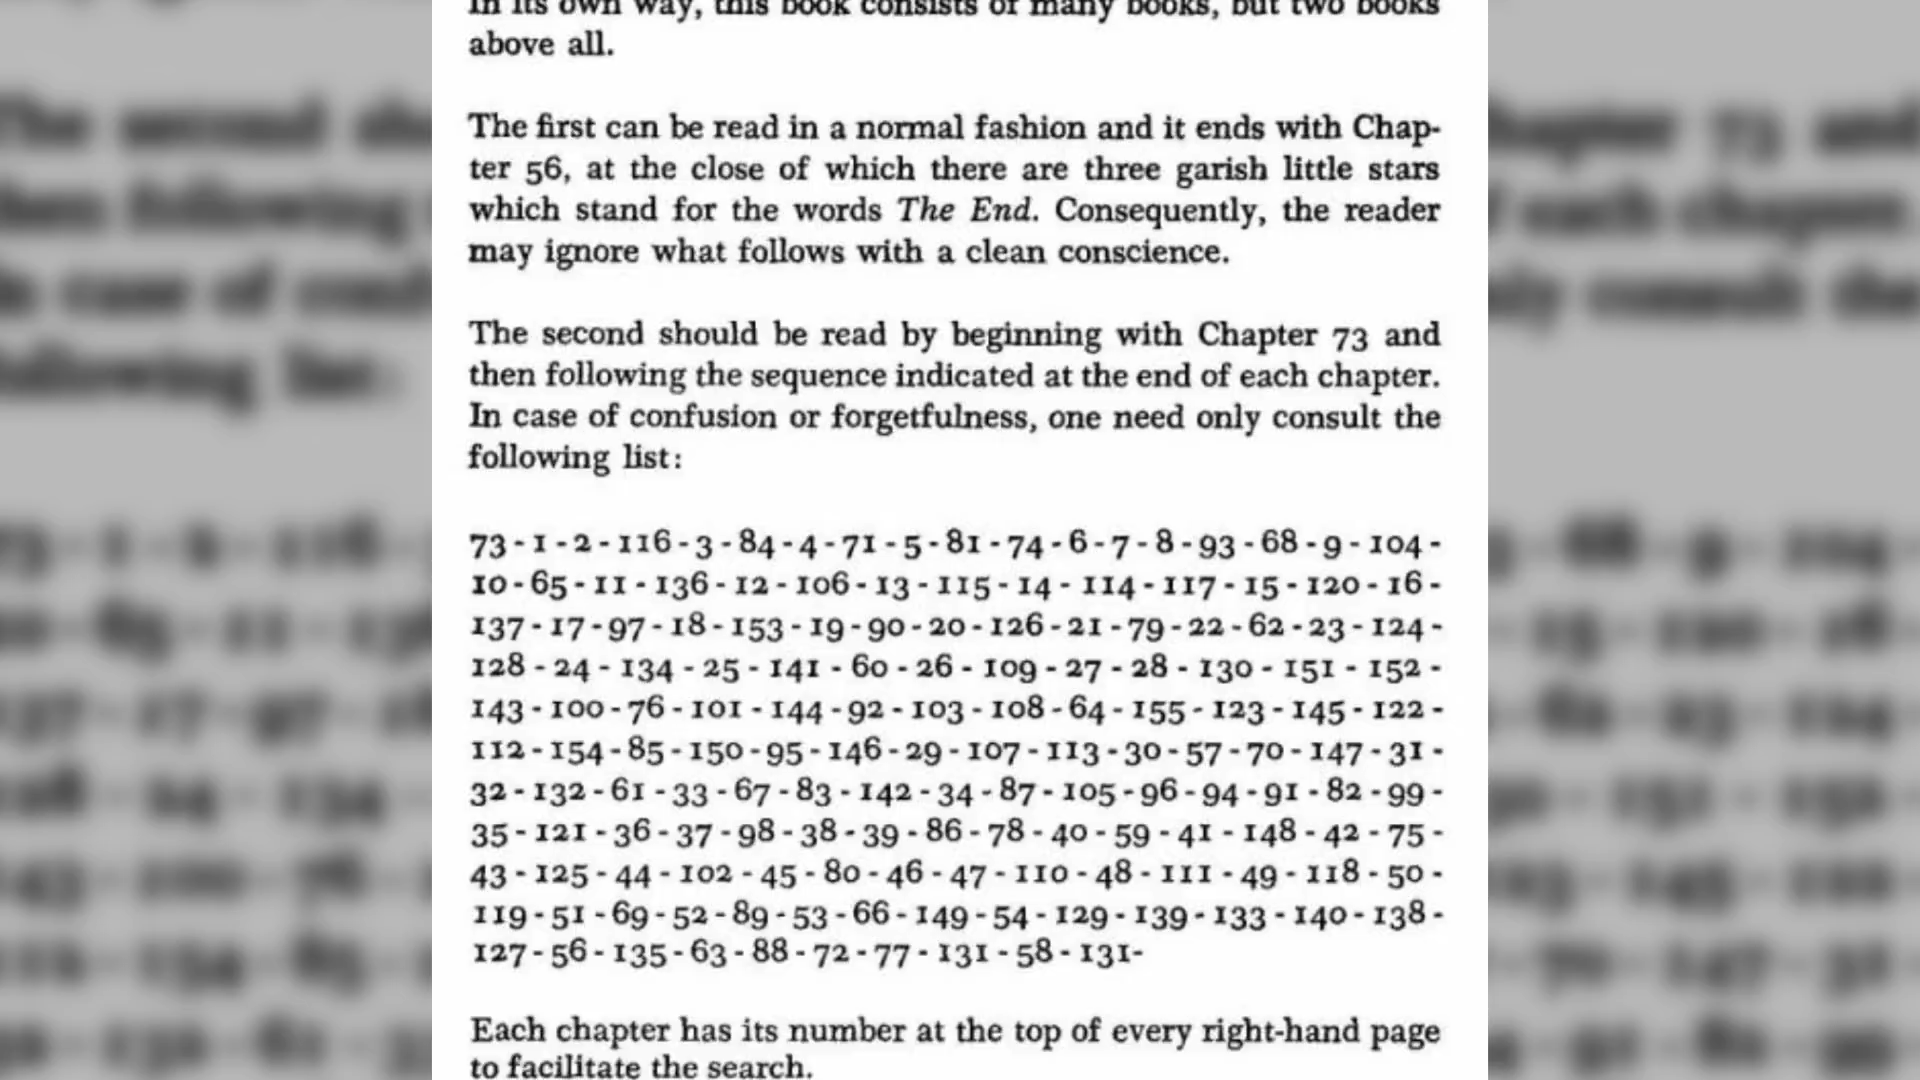 In its own way, this book consists of many books, but two books
above all.
The first can be read in a normal fashion and it ends with Chap-
ter 56, at the close of which there are three garish little stars
which stand for the words The End. Consequently, the reader
may ignore what follows with a clean conscience.
The second should be read by beginning with Chapter 73 and
then following the sequence indicated at the end of each chapter.
In case of confusion or forgetfulness, one need only consult the
following list:
73 - 1 - 2 - 116 - 3 - 84 - 4 - 71 - 5 - 81 - 74 - 6 - 7 - 8 - 93 - 68 - 9 - 104 -
10 - 65 - 11 - 136 - 12 - 106 - 13 - 115 - 14 - 114 - 117 - 15 - 120 - 16 -
137 - 17 - 97 - 18 - 153 - 19 - 90 - 20 - 126 - 21 - 79 - 22 - 62 - 23 - 124 -
128 - 24 - 134 - 25 - 141 - 60 - 26 - 109 - 27 - 28 - 130 - 151 - 152 -
143 - 100 - 76 - 101 - 144 - 92 - 103 - 108 - 64 - 155 - 123 - 145 - 122 -
112 - 154 - 85 - 150 - 95 - 146 - 29 - 107 - 113 - 30 - 57 - 70 - 147 - 31 -
32 - 132 - 61 - 33 - 67 - 83 - 142 - 34 - 87 - 105 - 96 - 94 - 91 - 82 - 99 -
35 - 121 - 36 - 37 - 98 - 38 - 39 - 86 - 78 - 40 - 59 - 41 - 148 - 42 - 75 -
43 - 125 - 44 - 102 - 45 - 80 - 46 - 47 - 110 - 48 - 111 - 49 - 118 - 50 -
119 - 51 - 69 - 52 - 89 - 53 - 66 - 149 - 54 - 129 - 139 - 133 - 140 - 138 -
127 - 56 - 135 - 63 - 88 - 72 - 77 - 131 - 58 - 131-
Each chapter has its number at the top of every right-hand page
to facilitate the search.